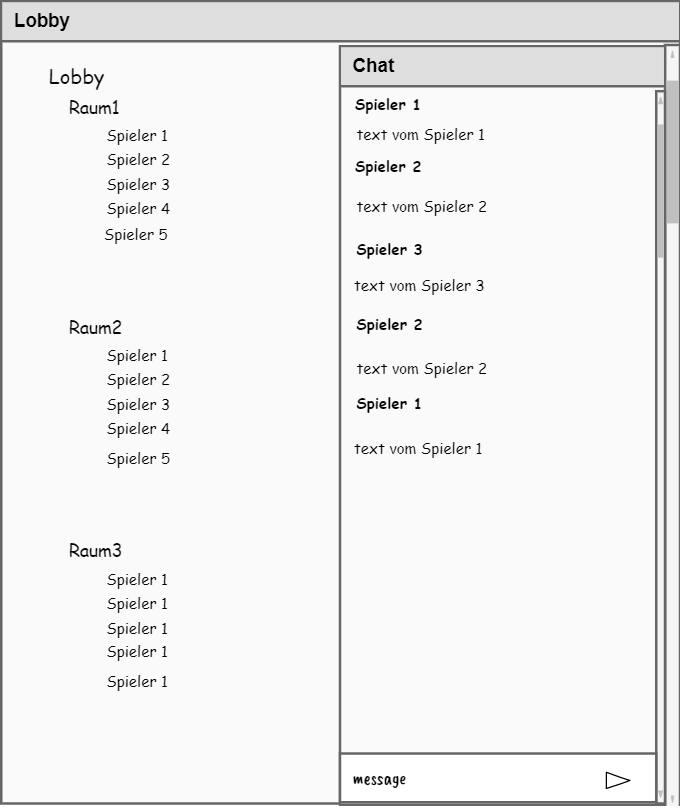 Lobby
Lobby
Raum1
Spieler 1
Spieler 2
Spieler 3
Spieler 4
Spieler 5
Raum2
Spieler 1
Spieler 2
Spieler 3
Spieler 4
Spieler 5
Raum3
Spieler 1
Spieler 1
Spieler 1
Spieler 1
Spieler 1
Chat
Spieler 1
text vom Spieler 1
Spieler 2
text vom Spieler 2
Spieler 3
text vom Spieler 3
Spieler 2
text vom Spieler 2
Spieler 1
text vom Spieler 1
message